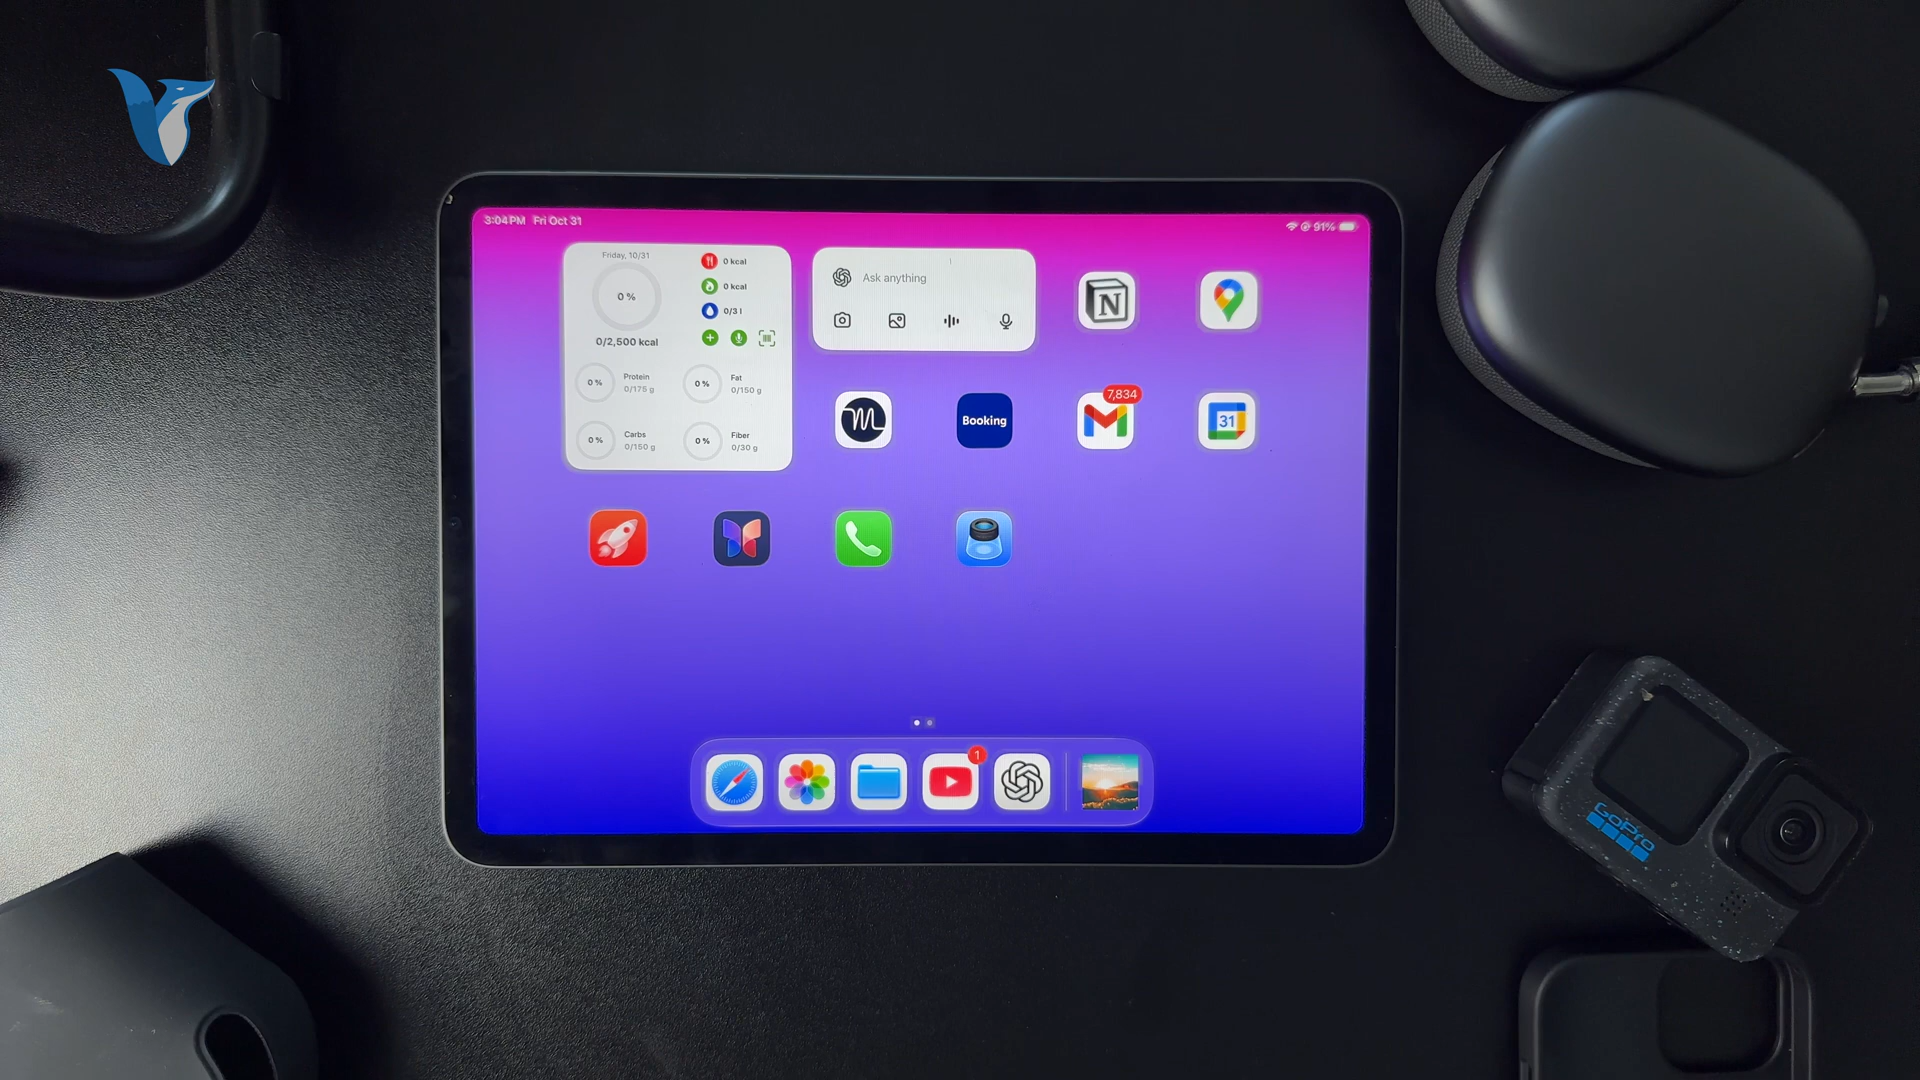 3:04 PM Fri Oct 31
91%
Friday, 10/31
0 %
0/2,500 kcal
0 kcal
0 kcal
0/3 l
0 %
Protein
0/175 g
0 %
Fat
0/150 g
0 %
Carbs
0/150 g
0 %
Fiber
0/30 g
Ask anything
N
Booking
7,834
31
1
GoPro